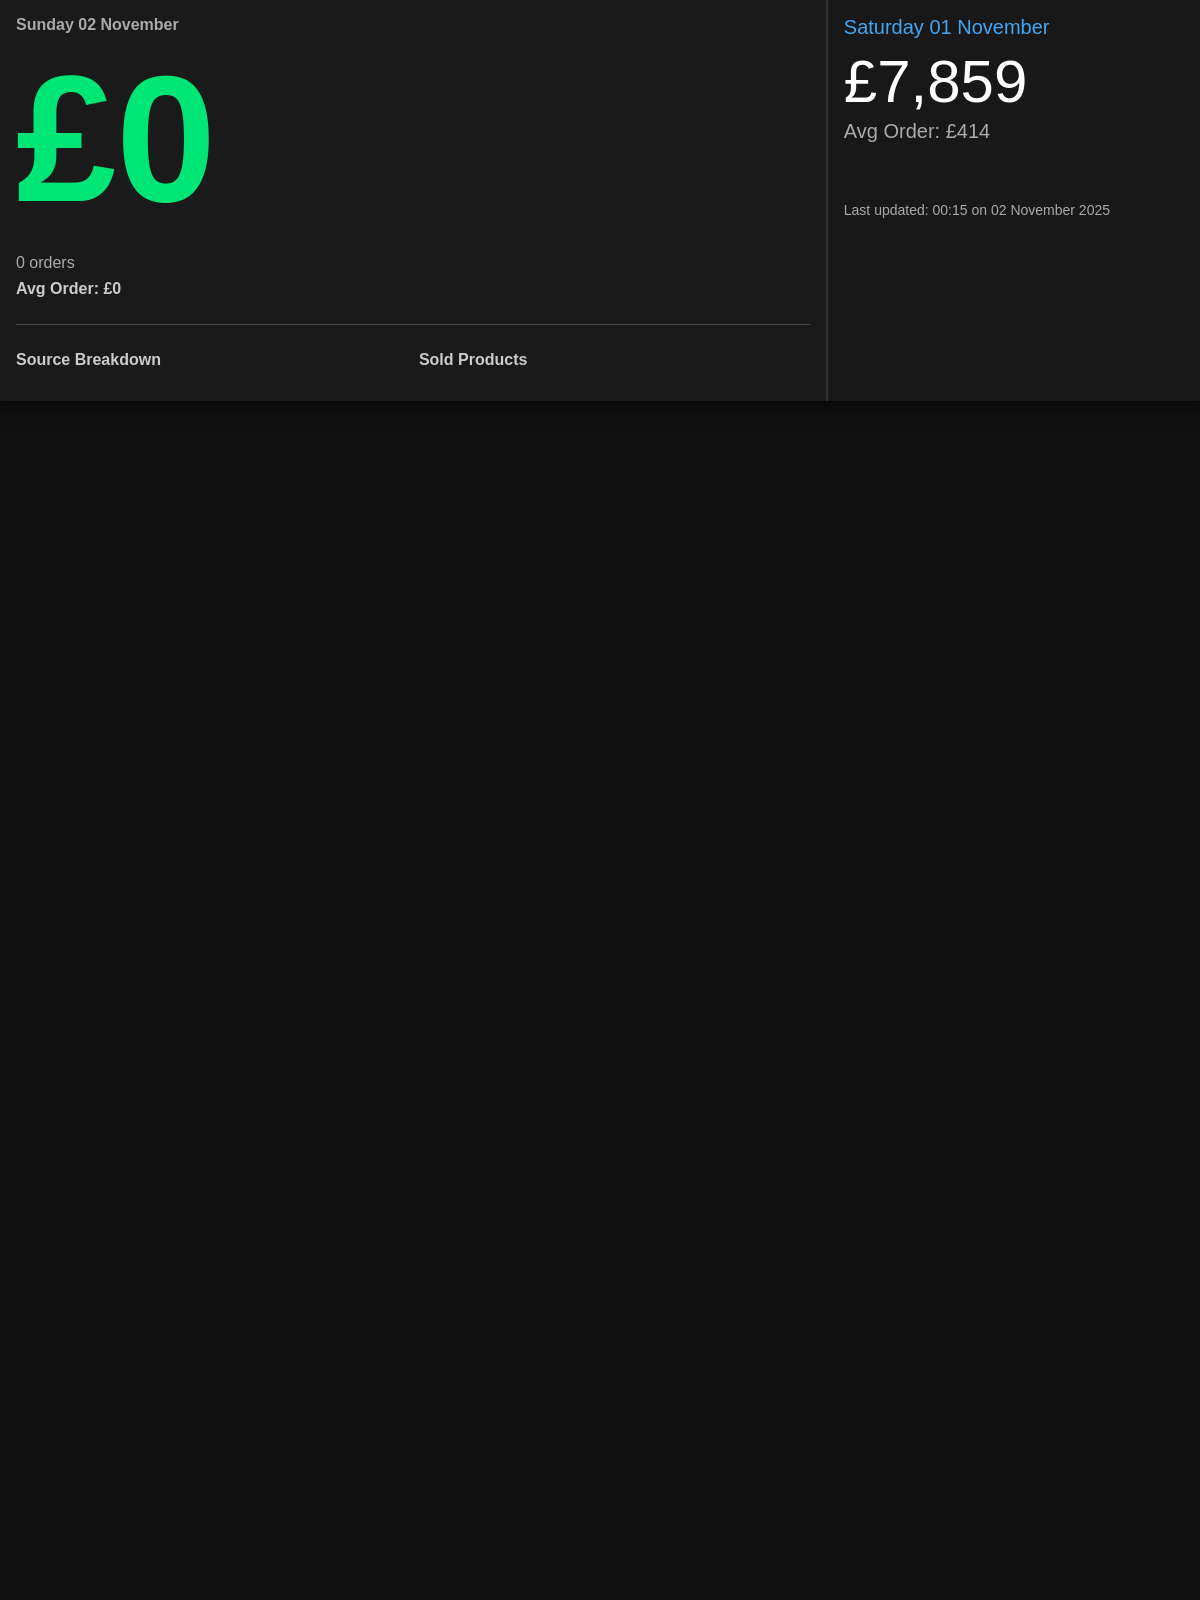 Sunday 02 November
£0
0 orders
Avg Order: £0
Source Breakdown
Sold Products
Saturday 01 November
£7,859
Avg Order: £414
Last updated: 00:15 on 02 November 2025